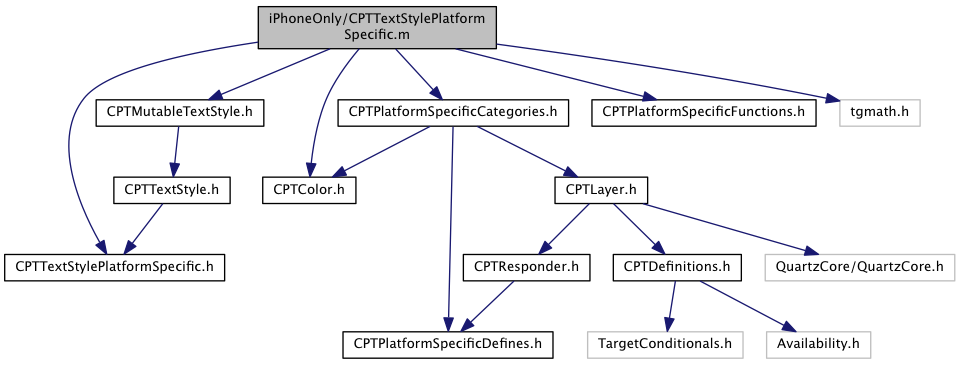 iPhoneOnly/CPTTextStylePlatform
Specific.m
CPTMutableTextStyle.h
CPTPlatformSpecificCategories.h
CPTPlatformSpecificFunctions.h
tgmath.h
CPTTextStyle.h
CPTColor.h
CPTLayer.h
CPTTextStylePlatformSpecific.h
CPTResponder.h
CPTDefinitions.h
QuartzCore/QuartzCore.h
CPTPlatformSpecificDefines.h
TargetConditionals.h
Availability.h